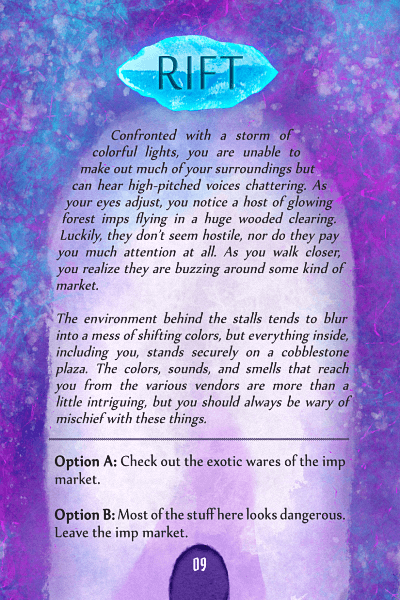 RIFT
Confronted with a storm of
colorful lights, you are unable to
make out much of your surroundings but
can hear high-pitched voices chattering. As
your eyes adjust, you notice a host of glowing
forest imps flying in a huge wooded clearing.
Luckily, they don't seem hostile, nor do they pay
you much attention at all. As you walk closer,
you realize they are buzzing around some kind of
market.
The environment behind the stalls tends to blur
into a mess of shifting colors, but everything inside,
including you, stands securely on a cobblestone
plaza. The colors, sounds, and smells that reach
you from the various vendors are more than a
little intriguing, but you should always be wary of
mischief with these things.
Option A: Check out the exotic wares of the imp
market.
Option B: Most of the stuff here looks dangerous.
Leave the imp market.
09